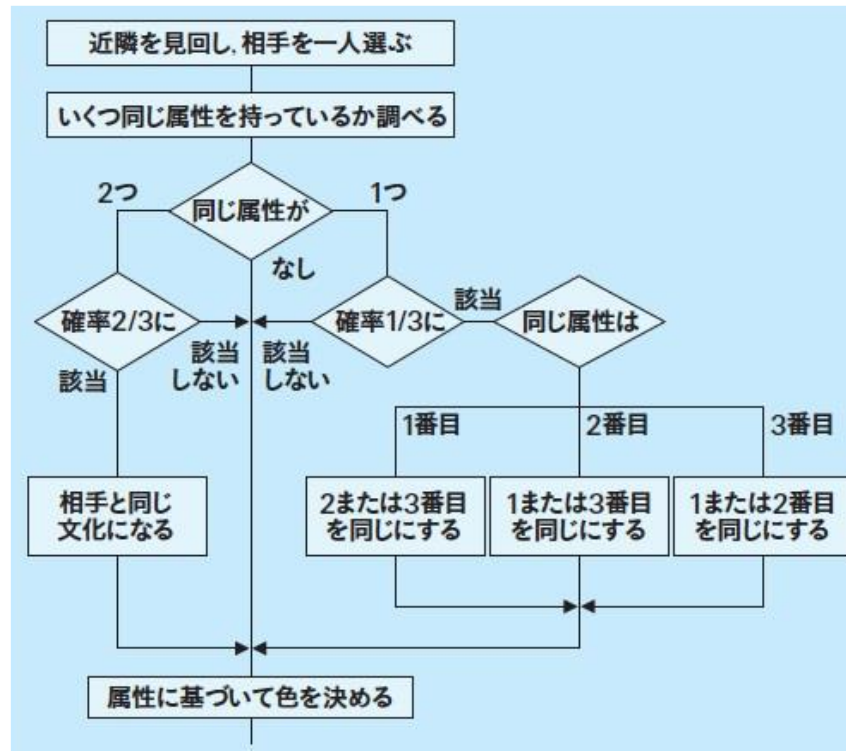 近隣を見回し,相手を一人選ぶ
いくつ同じ属性を持っているか調べる
2つ
同じ属性が
1つ
なし
確率2/3に
該当
しない
該当
しない
確率1/3に
該当
同じ属性は
該当
1番目
2番目
3番目
相手と同じ
文化になる
2または3番目
を同じにする
1または3番目
を同じにする
1または2番目
を同じにする
属性に基づいて色を決める